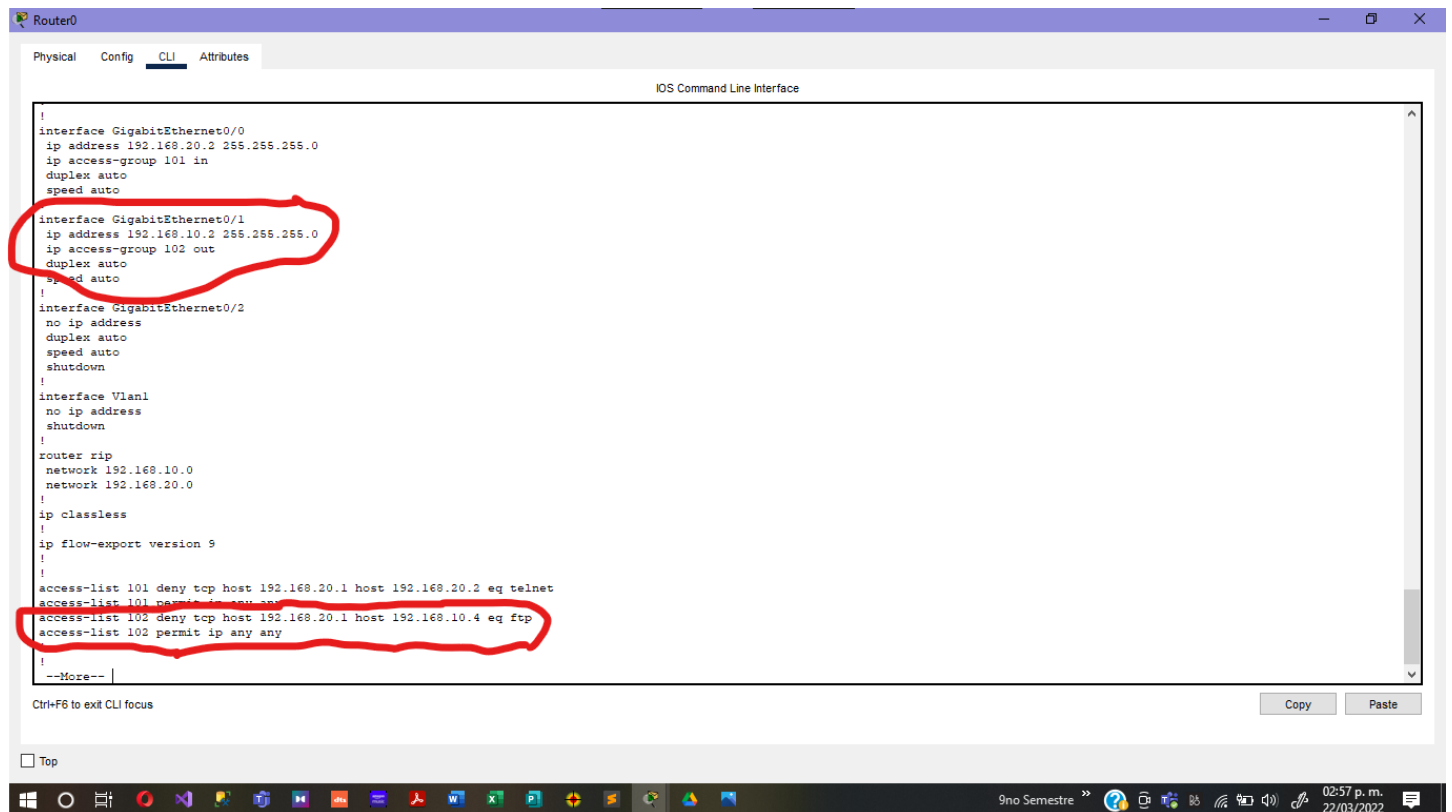 Router0
Physical Config CLI Attributes
IOS Command Line Interface
!
interface GigabitEthernet0/0
ip address 192.168.20.2 255.255.255.0
ip access-group 101 in
duplex auto
speed auto
interface GigabitEthernet0/1
ip address 192.168.10.2 255.255.255.0
ip access-group 102 out
duplex auto
speed auto
!
interface GigabitEthernet0/2
no ip address
duplex auto
speed auto
shutdown
!
interface Vlan1
no ip address
shutdown
!
router rip
network 192.168.10.0
network 192.168.20.0
!
ip classless
!
ip flow-export version 9
!
!
access-list 101 deny tcp host 192.168.20.1 host 192.168.20.2 eq telnet
access-list 101 permit ip any any
access-list 102 deny tcp host 192.168.20.1 host 192.168.10.4 eq ftp
access-list 102 permit ip any any
!
!
--More--
Ctrl+F6 to exit CLI focus
Copy Paste
Top
9no Semestre
02:57 p. m.
22/03/2022